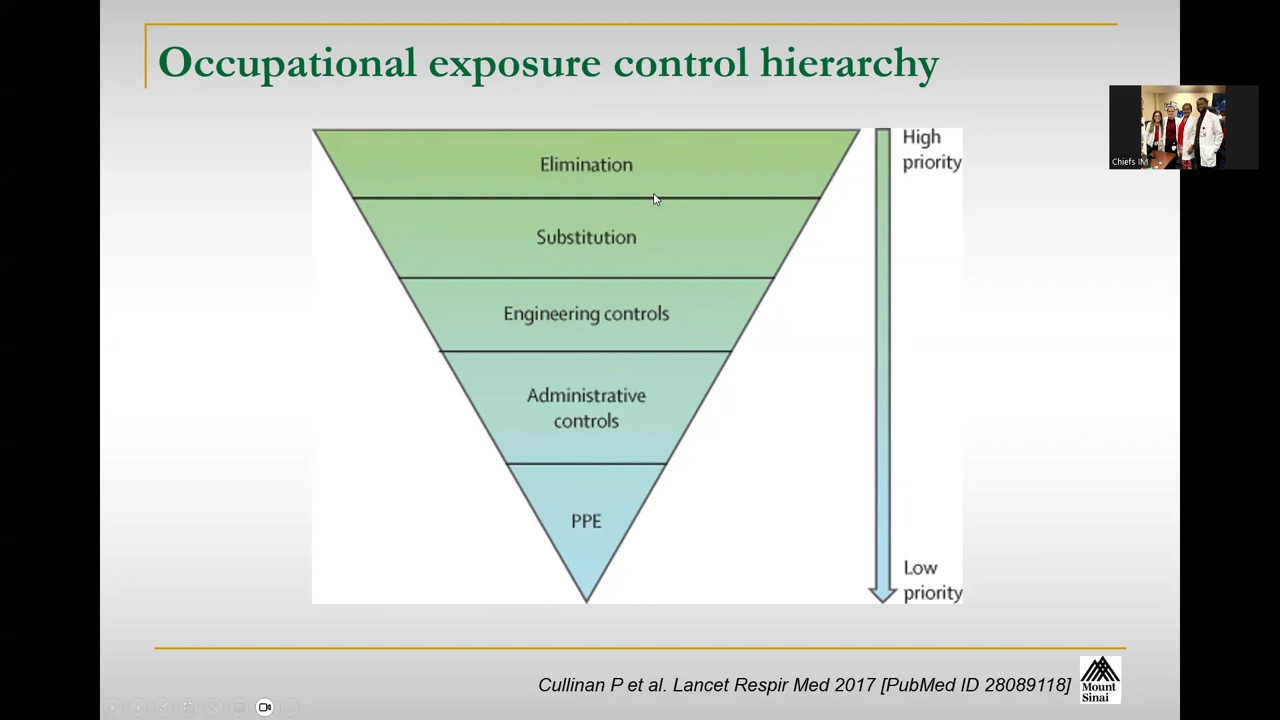 Occupational exposure control hierarchy
High
priority
Chiefs IM
Elimination
Substitution
Engineering controls
Administrative
controls
PPE
Low
priority
Cullinan P et al. Lancet Respir Med 2017 [PubMed ID 28089118]
Mount
Sinai